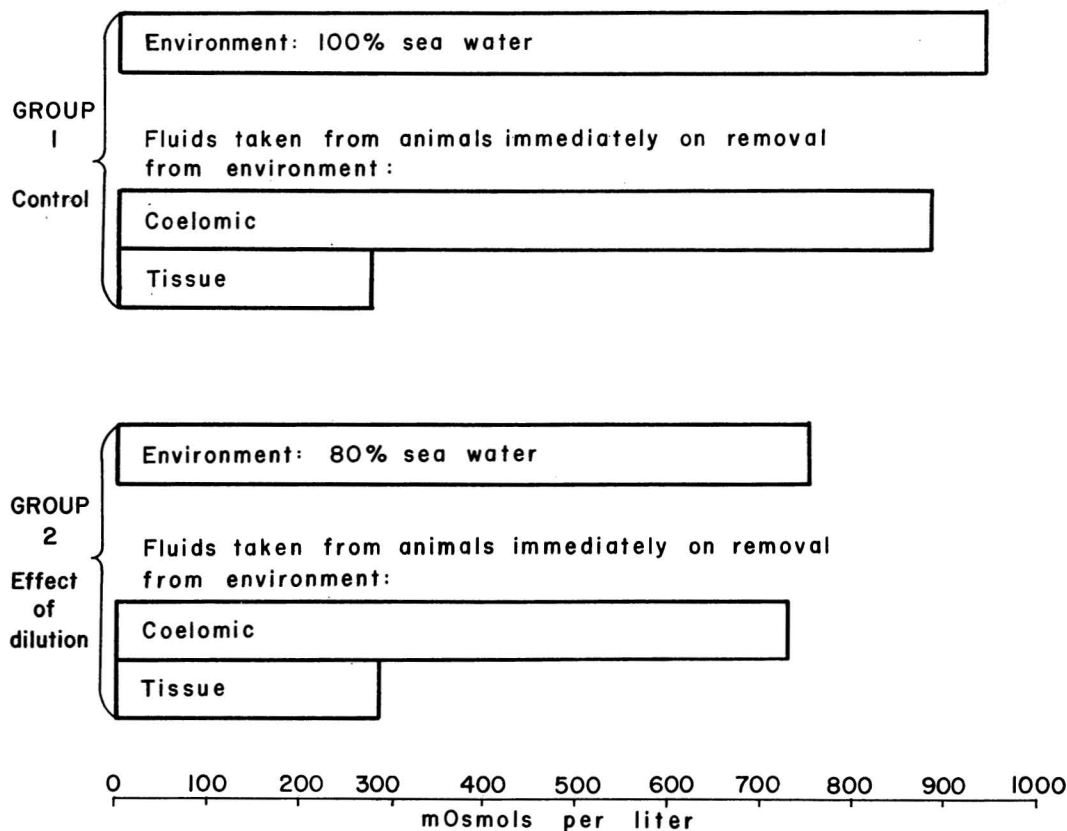 Environment: 100% sea water
GROUP
1
Control
Fluids taken from animals immediately on removal
from environment:
Coelomic
Tissue
Environment: 80% sea water
GROUP
2
Effect
of
dilution
Fluids taken from animals immediately on removal
from environment:
Coelomic
Tissue
0 100 200 300 400 500 600 700 800 900 1000
mOsmols per liter